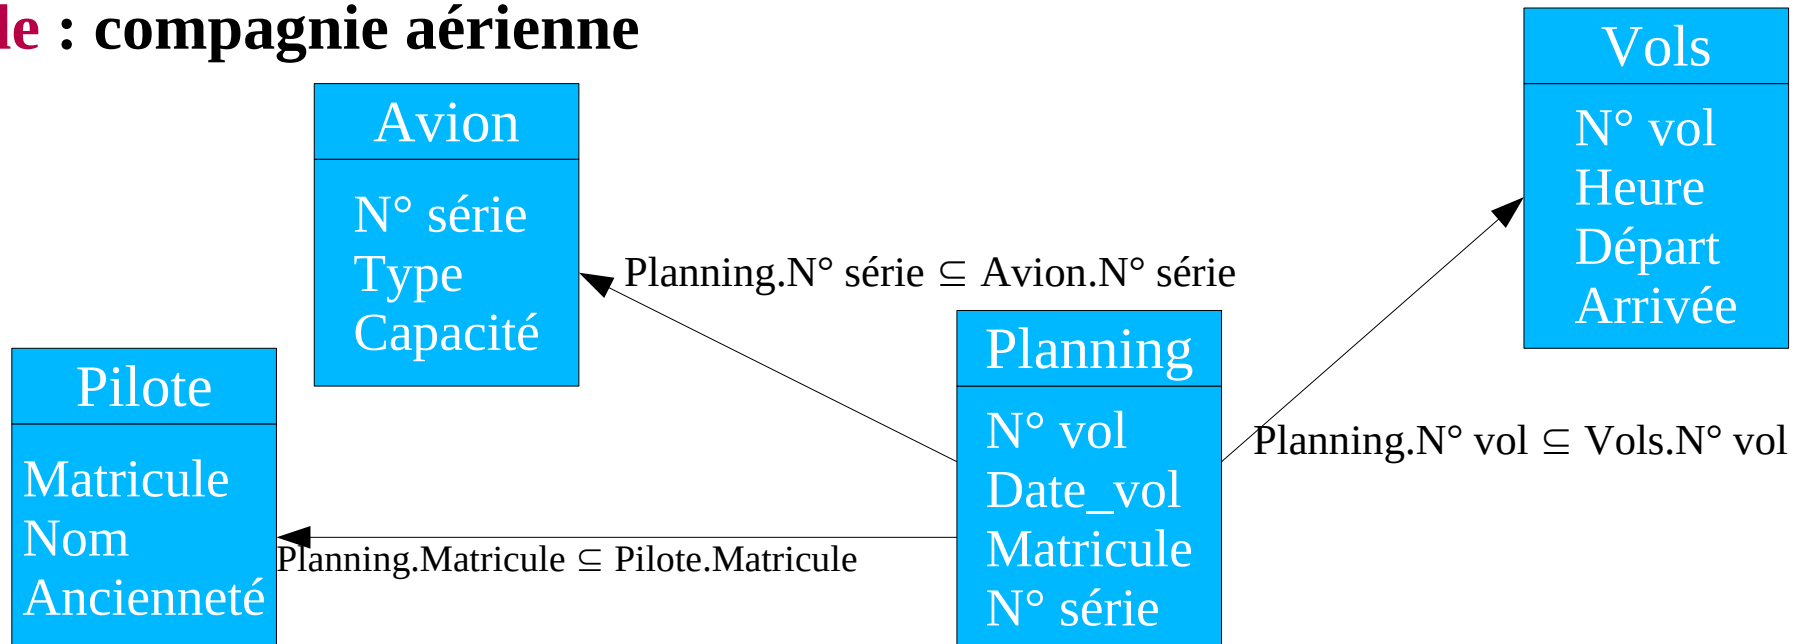 le : compagnie aérienne
Avion
N° série
Type
Capacité
Vols
N° vol
Heure
Départ
Arrivée
Planning.N° série ⊆ Avion.N° série
Planning
N° vol
Date_vol
Matricule
N° série
Planning.N° vol ⊆ Vols.N° vol
Pilote
Matricule
Nom
Ancienneté
Planning.Matricule ⊆ Pilote.Matricule